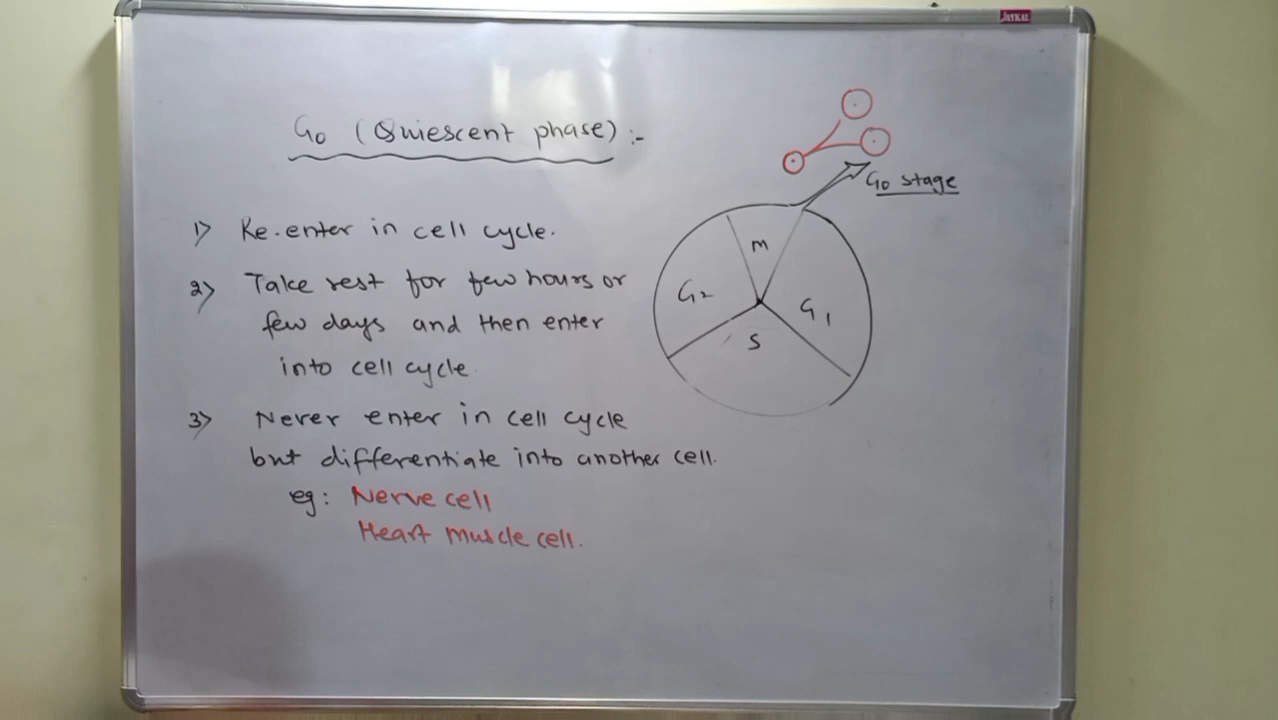 JAYKAL
G0 (Quiescent phase) :-
1) Re.enter in cell cycle.
2) Take rest for few hours or
few days and then enter
into cell cycle.
3) Never enter in cell cycle
but differentiate into another cell.
eg: Nerve cell
Heart muscle cell.
G0 stage
M
G2
G1
S